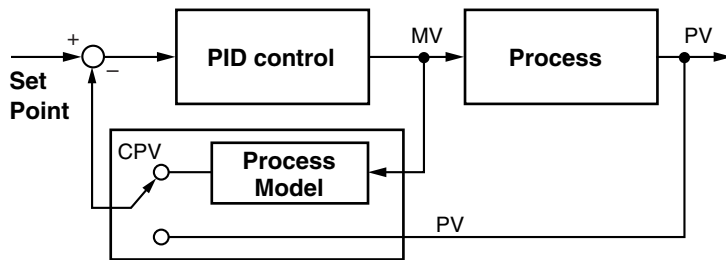 +
−
Set
Point
PID control
MV
Process
PV
CPV
Process
Model
PV